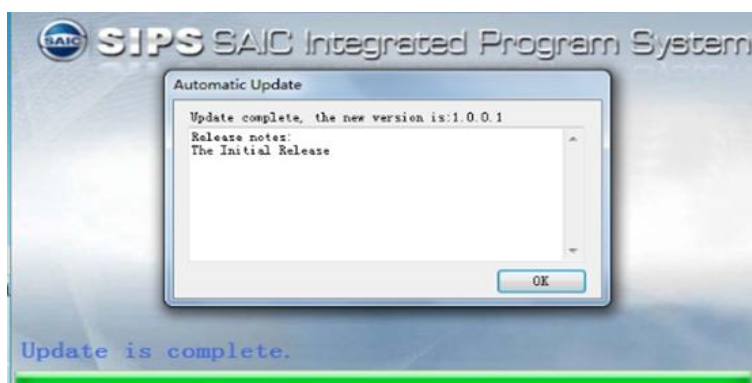 SAIC SIPS SAIC Integrated Program System
Automatic Update
Update complete, the new version is:1.0.0.1
Release notes:
The Initial Release
OK
Update is complete.